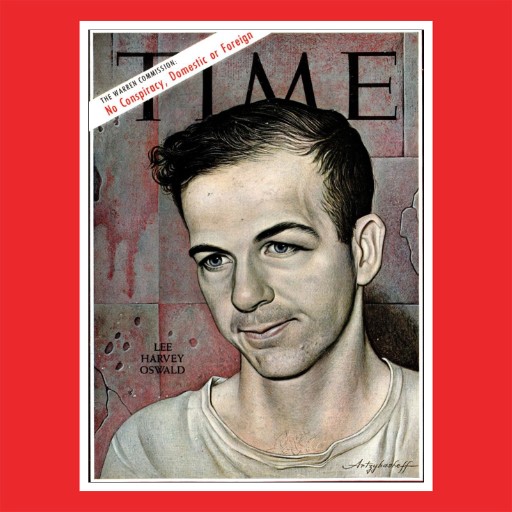 THE WARREN COMMISSION:
No Conspiracy, Domestic or Foreign
TIME
LEE
HARVEY
OSWALD
Artzybasheff